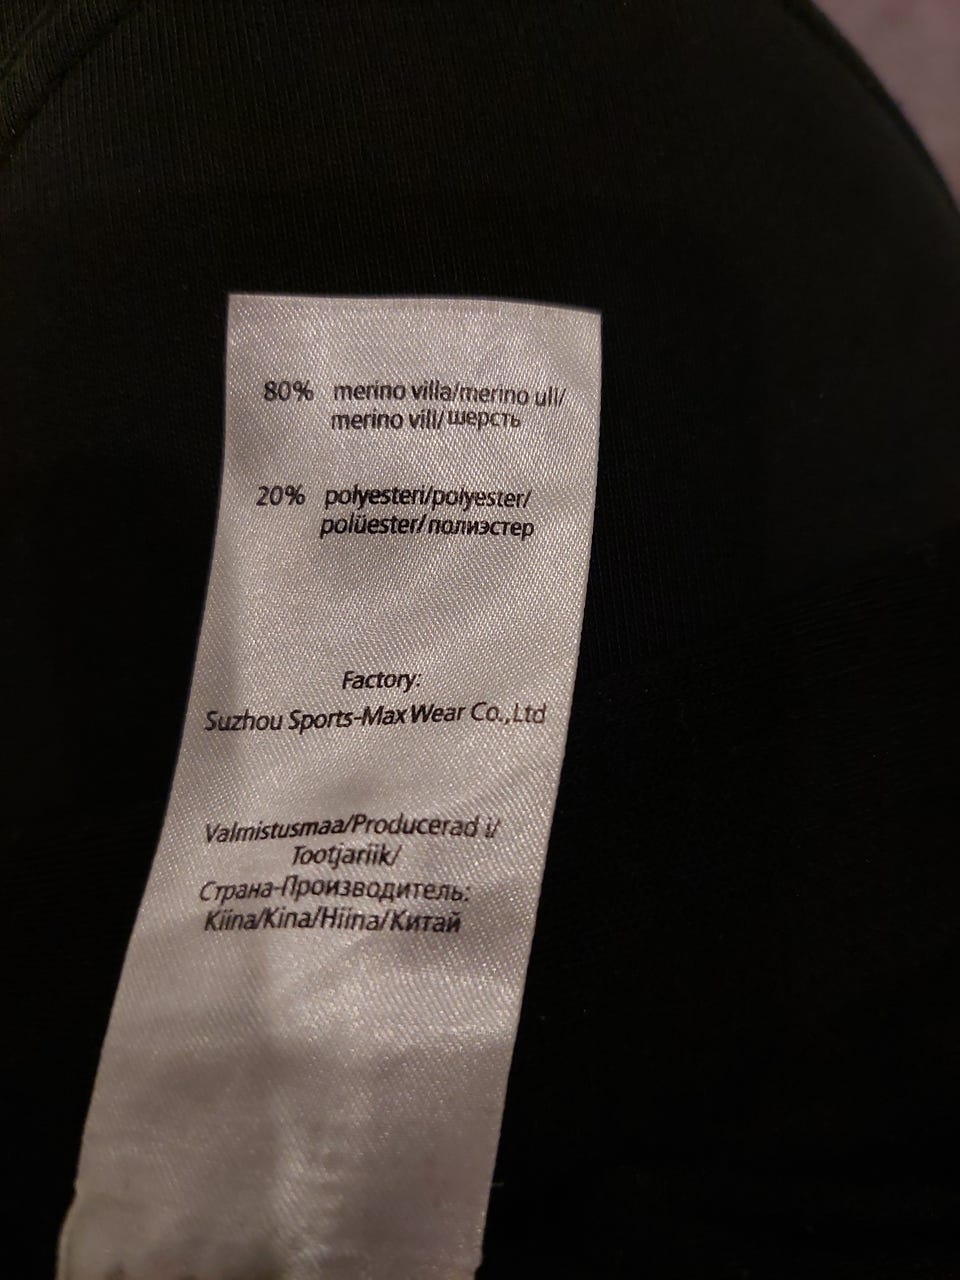 80% merino villa/merino ull/
merino vill/шерсть
20% polyesteri/polyester/
polüester/полиэстер
Factory:
Suzhou Sports-Max Wear Co.,Ltd
Valmistusmaa/Producerad i/
Tootjariik/
Страна-Производитель:
Kiina/Kina/Hiina/Китай